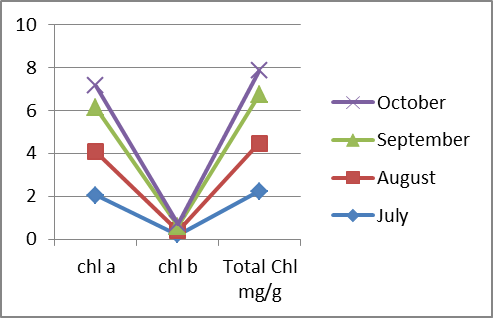 10
8
6
4
2
0
chl a
chl b
Total Chl
mg/g
October
September
August
July